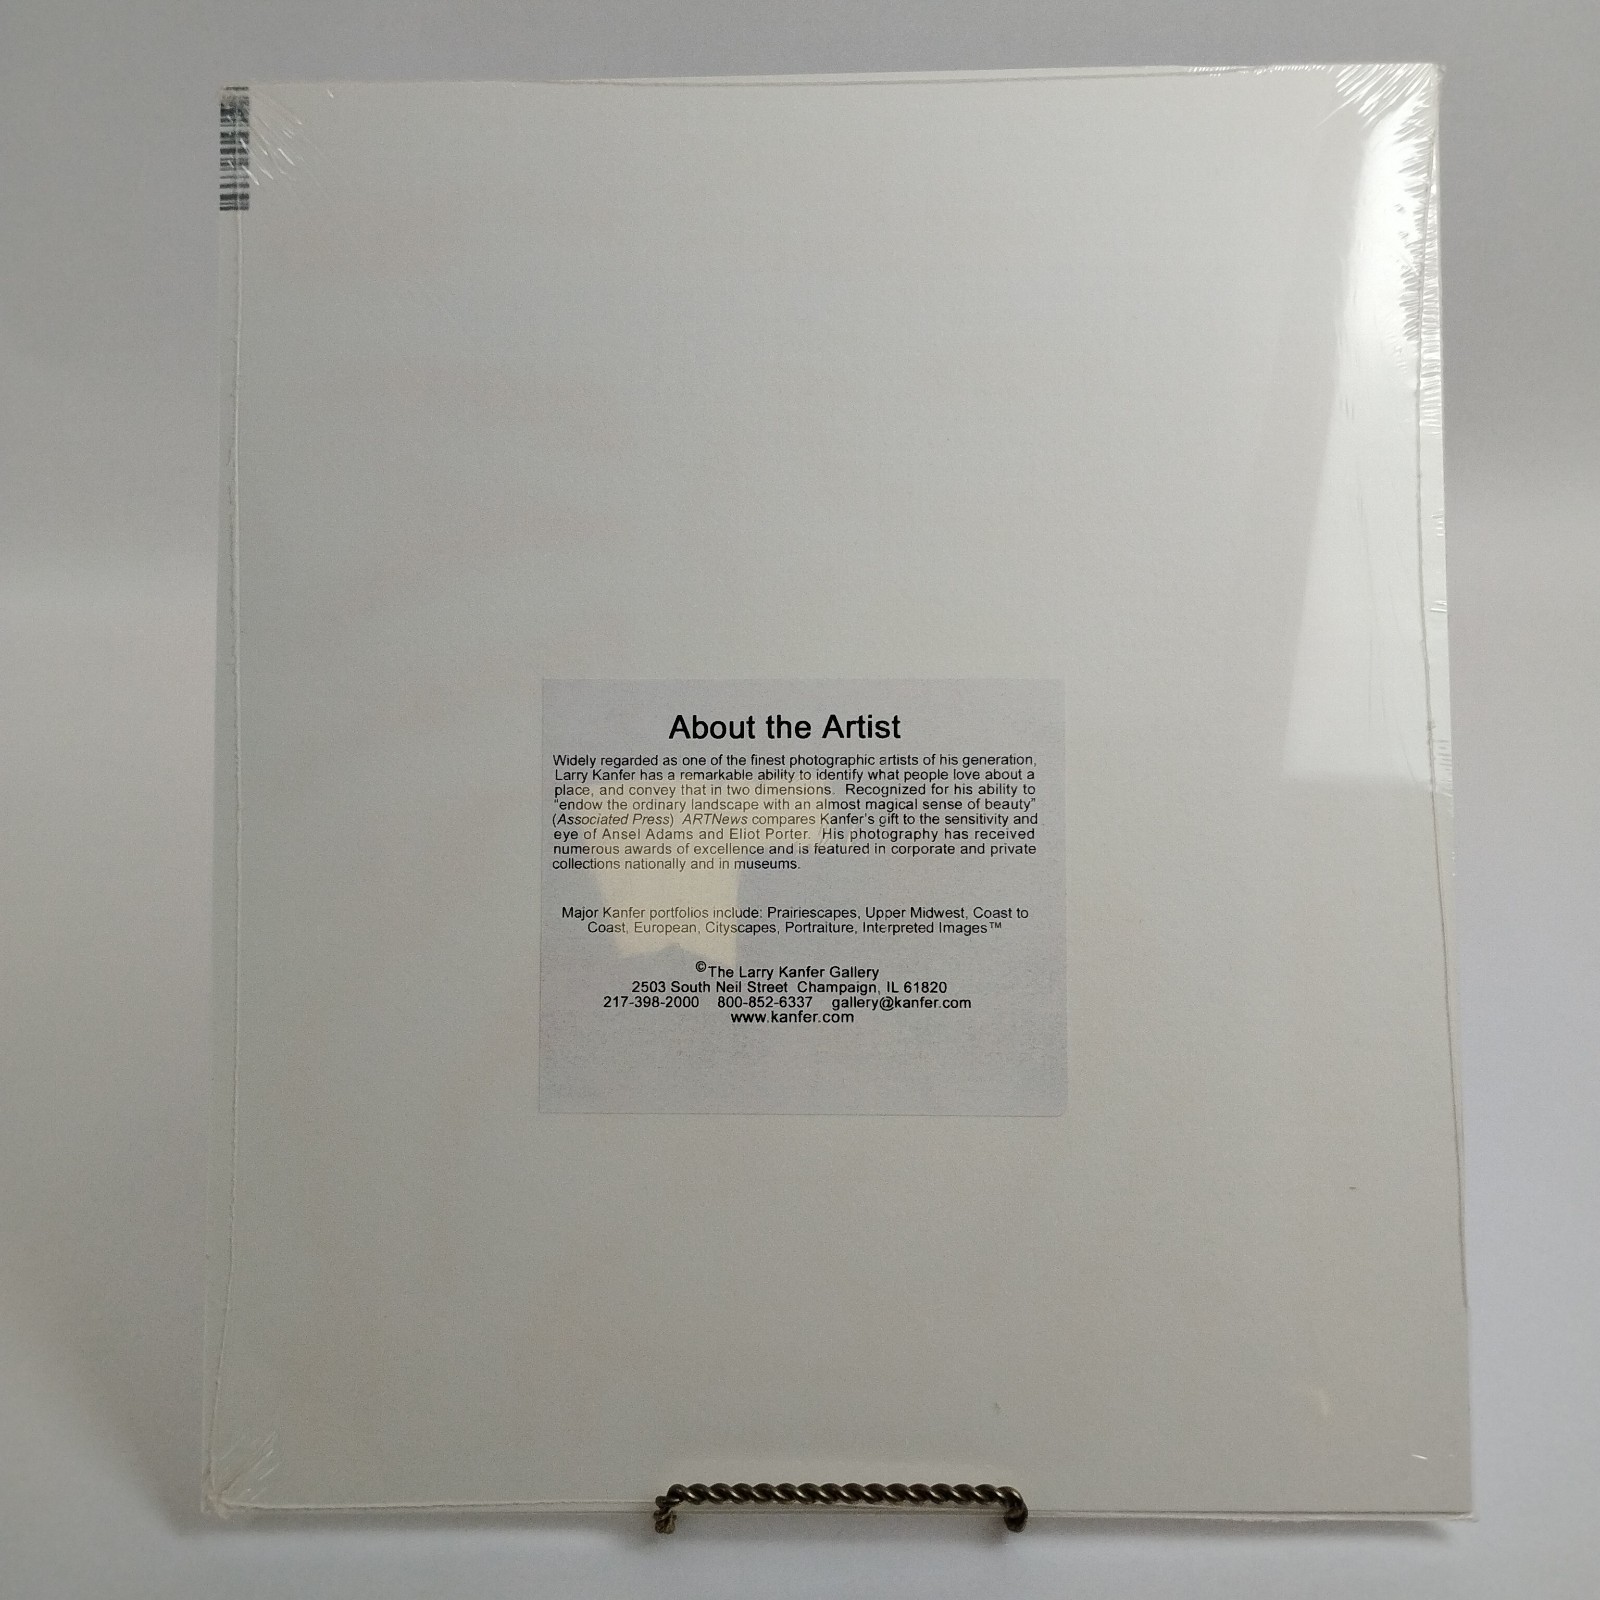 About the Artist
Widely regarded as one of the finest photographic artists of his generation,
Larry Kanfer has a remarkable ability to identify what people love about a
place, and convey that in two dimensions. Recognized for his ability to
"endow the ordinary landscape with an almost magical sense of beauty"
(Associated Press) ARTNews compares Kanfer's gift to the sensitivity and
eye of Ansel Adams and Eliot Porter. His photography has received
numerous awards of excellence and is featured in corporate and private
collections nationally and in museums.
Major Kanfer portfolios include: Prairiescapes, Upper Midwest, Coast to
Coast, European, Cityscapes, Portraiture, Interpreted Images™
©The Larry Kanfer Gallery
2503 South Neil Street Champaign, IL 61820
217-398-2000 800-852-6337 gallery@kanfer.com
www.kanfer.com